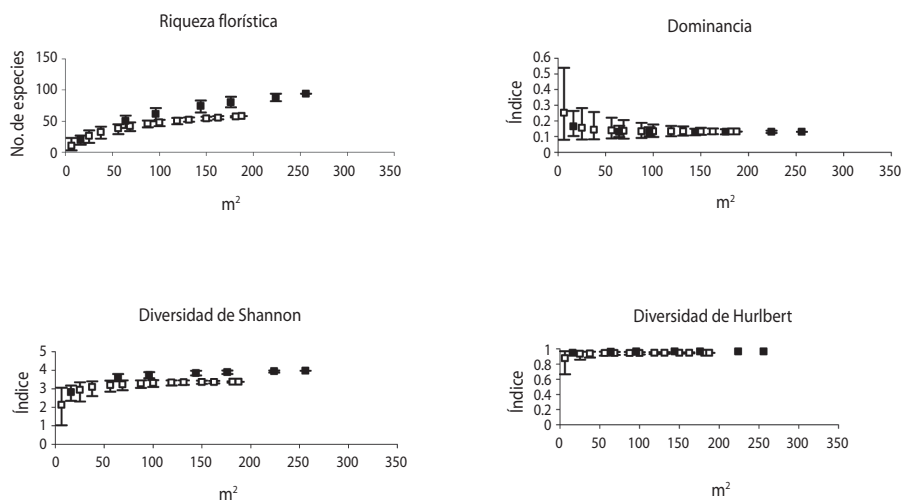 Riqueza florística
No. de especies
150
100
50
0
0 50 100 150 200 250 300 350
m²
Dominancia
Índice
0.6
0.5
0.4
0.3
0.2
0.1
0
0 50 100 150 200 250 300 350
m²
Diversidad de Shannon
Índice
5
4
3
2
1
0
0 50 100 150 200 250 300 350
m²
Diversidad de Hurlbert
Índice
1
0.8
0.6
0.4
0.2
0
0 50 100 150 200 250 300 350
m²